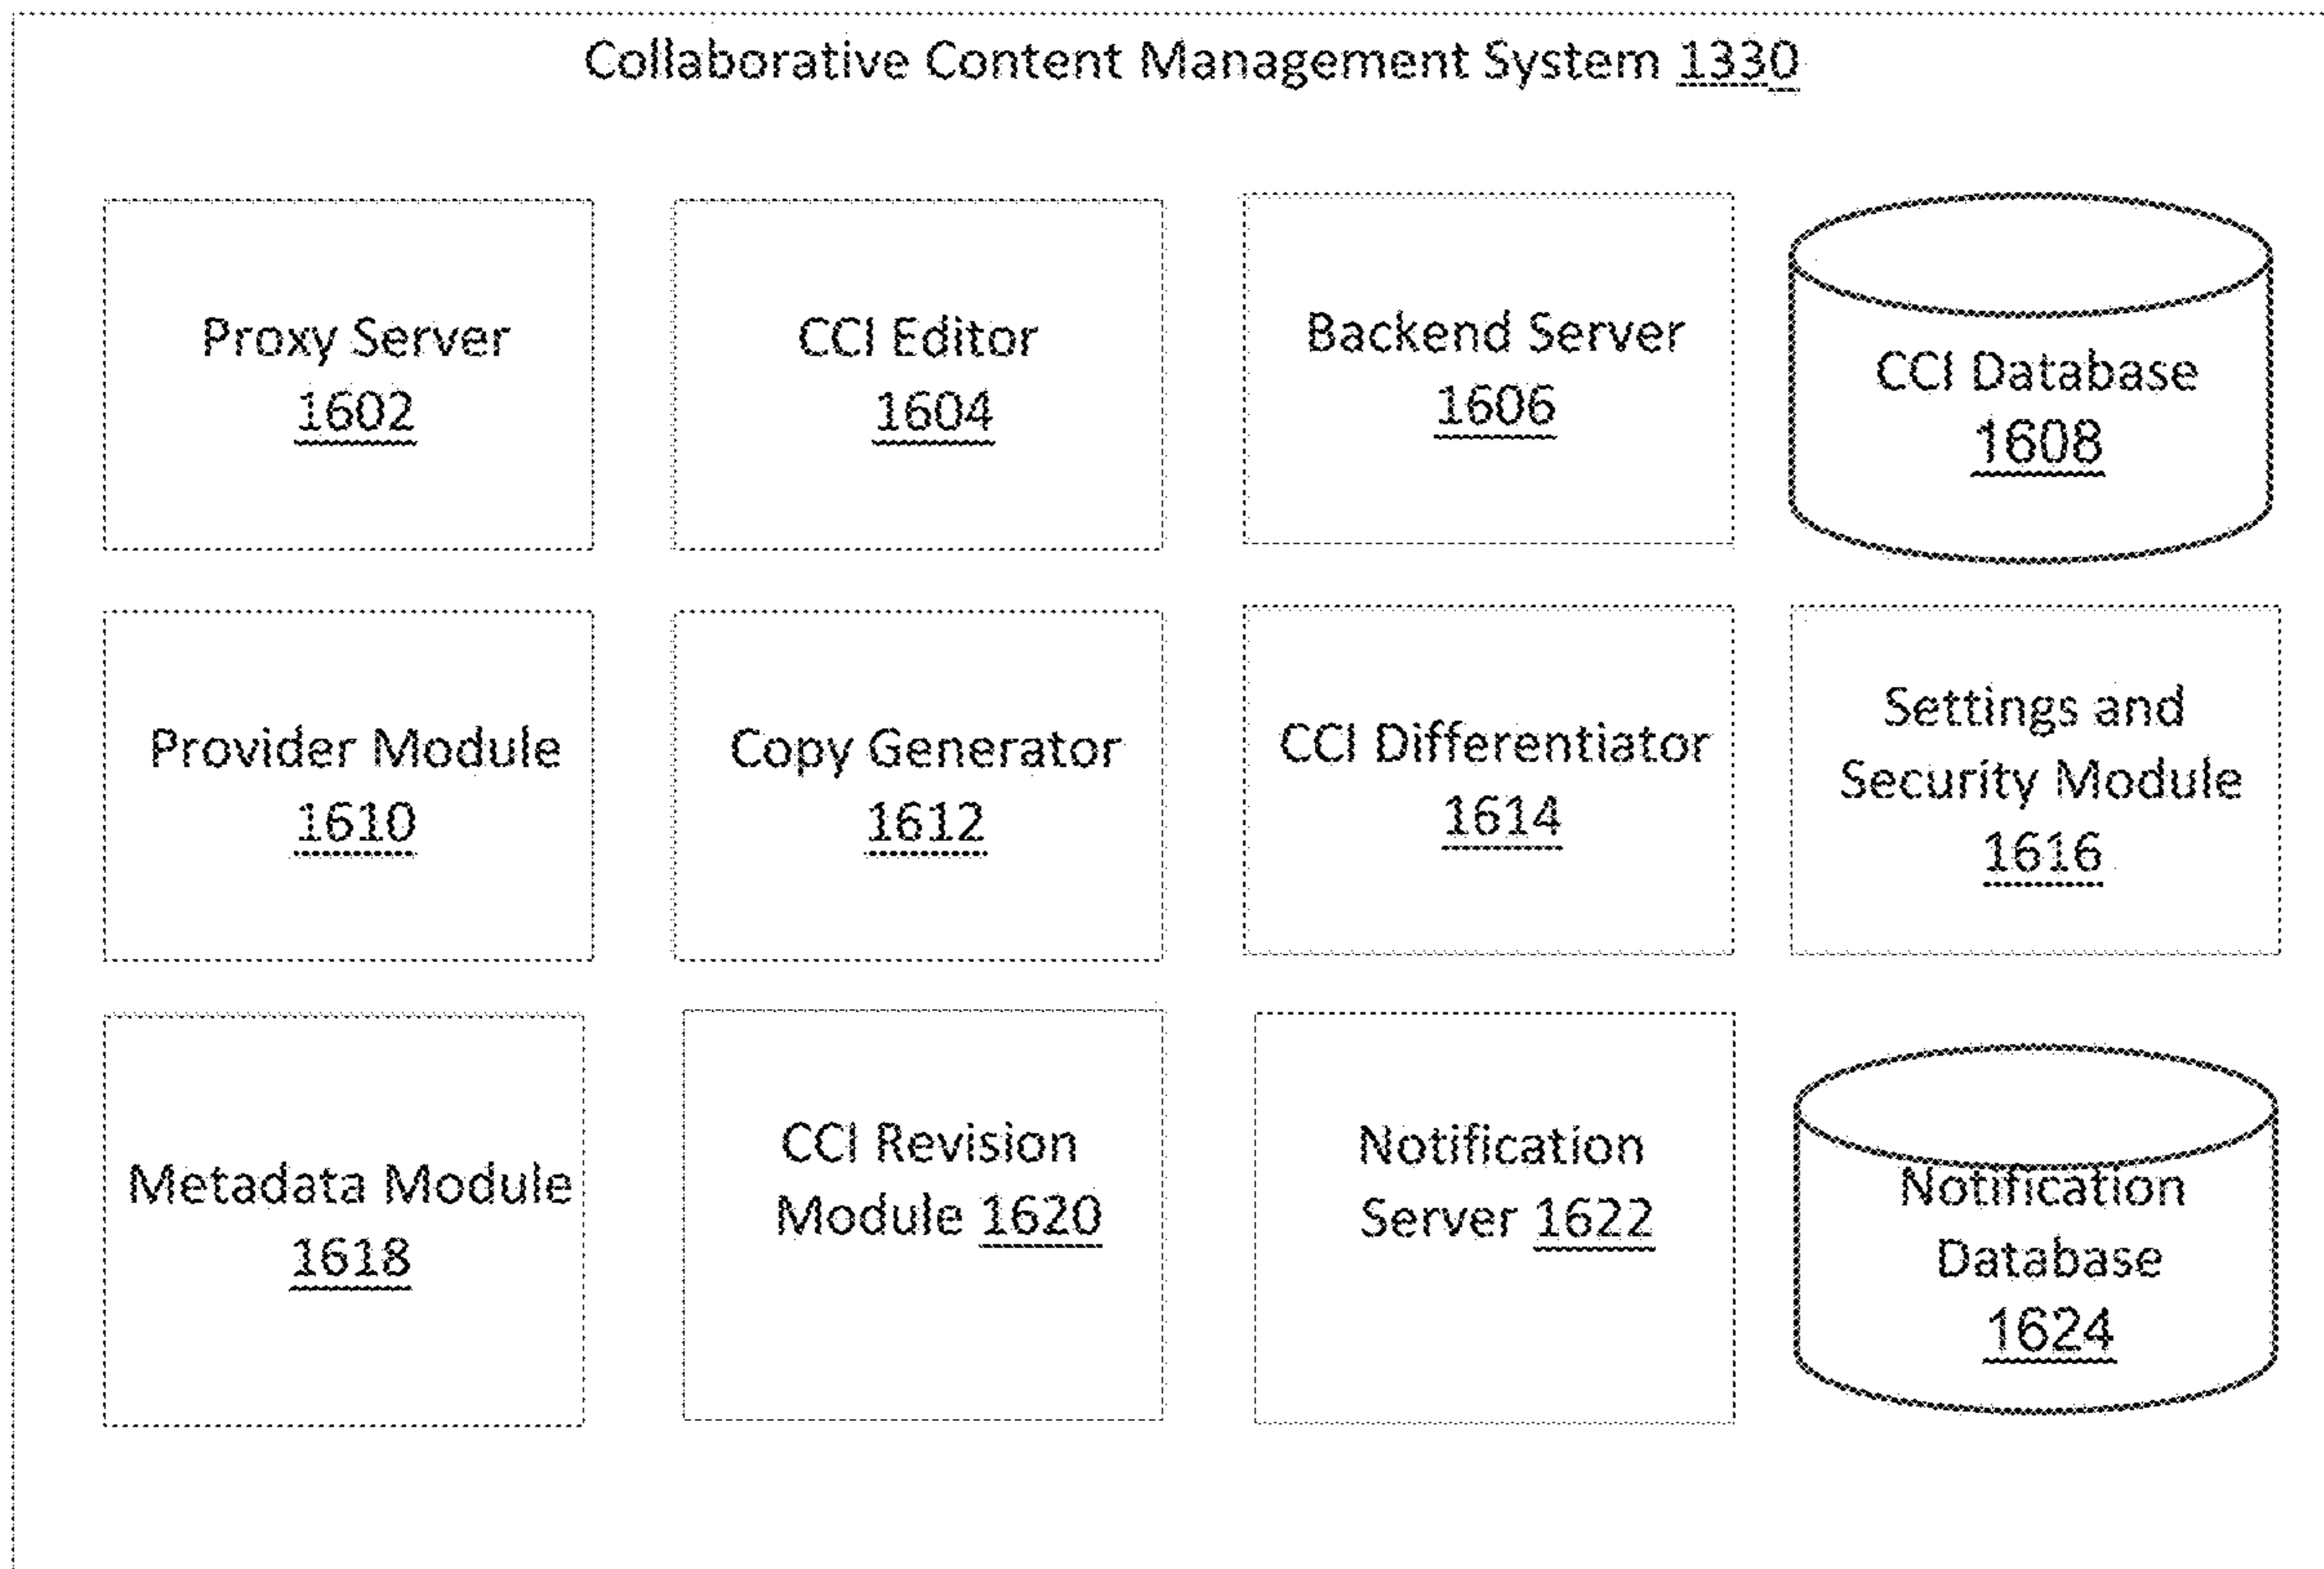 Collaborative Content Management System 1330
Proxy Server
1602
CCI Editor
1604
Backend Server
1606
CCI Database
1608
Provider Module
1610
Copy Generator
1612
CCI Differentiator
1614
Settings and
Security Module
1616
Metadata Module
1618
CCI Revision
Module 1620
Notification
Server 1622
Notification
Database
1624